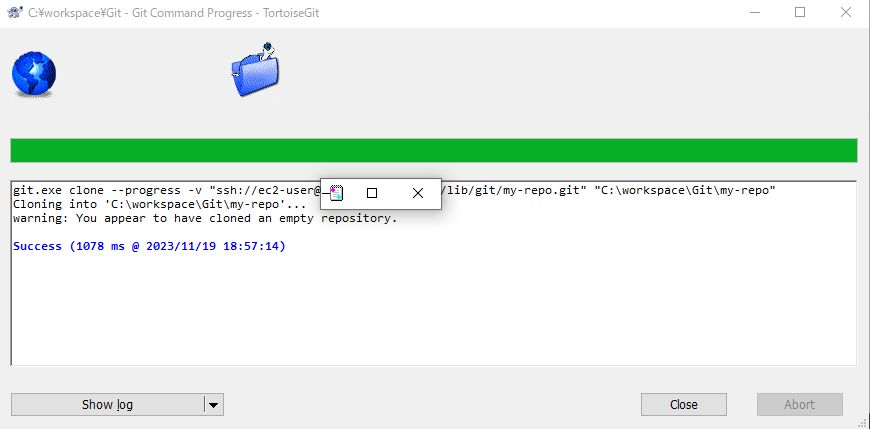 C:¥workspace¥Git - Git Command Progress - TortoiseGit
git.exe clone --progress -v "ssh://ec2-user@ /lib/git/my-repo.git" "C:\workspace\Git\my-repo"
Cloning into 'C:\workspace\Git\my-repo'...
warning: You appear to have cloned an empty repository.
Success (1078 ms @ 2023/11/19 18:57:14)
Show log
Close
Abort